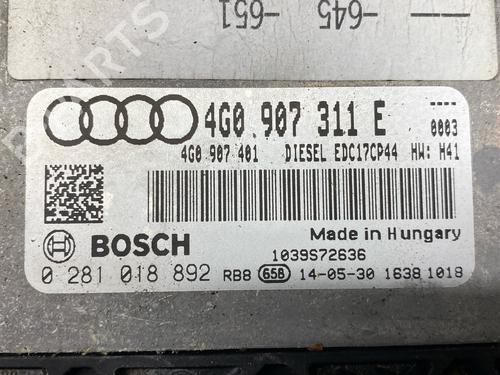 -651 -645 —
4G0 907 311 E
0003
4G0 907 401 DIESEL EDC17CP44 HW: H41
BOSCH
Made in Hungary
1039S72636
0 281 018 892 RB8 658 14-05-30 1638 1018
PARTS